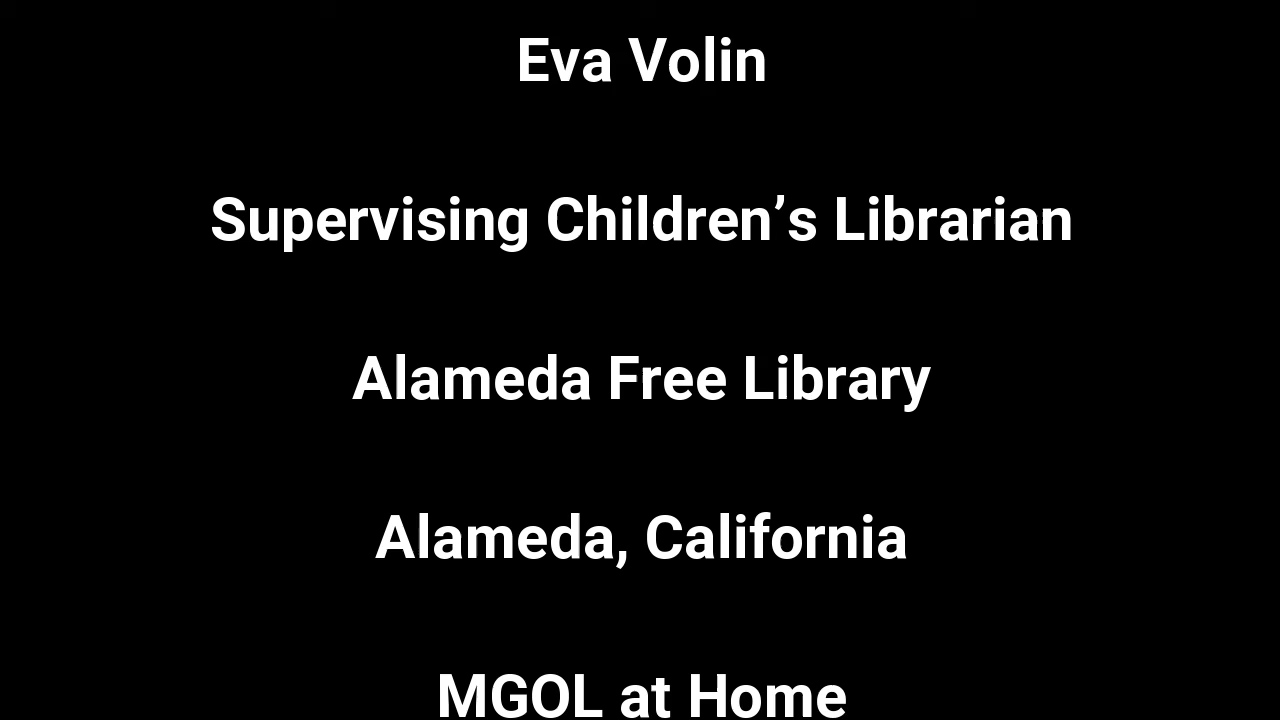 Eva Volin
Supervising Children’s Librarian
Alameda Free Library
Alameda, California
MGOL at Home